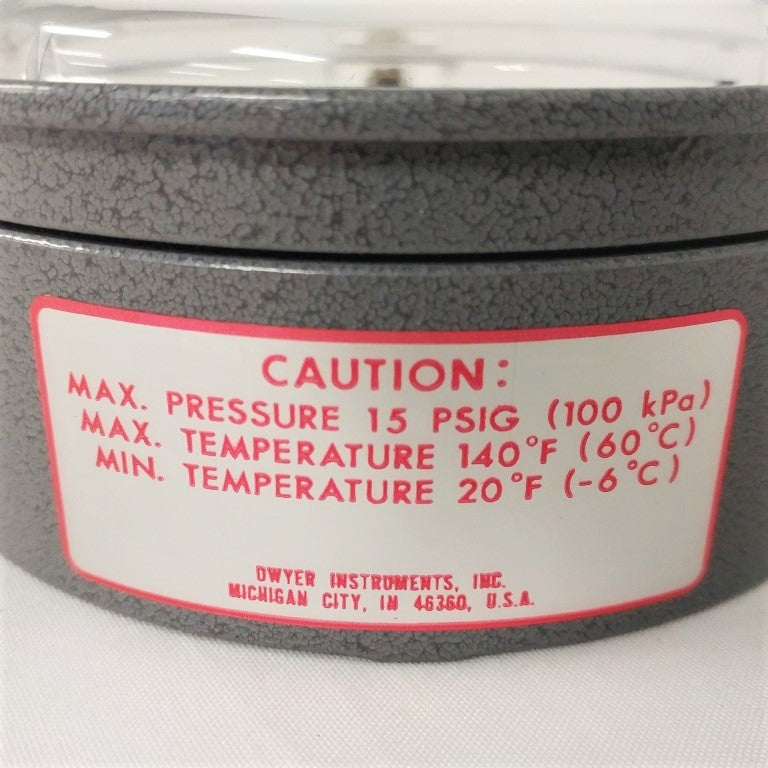 CAUTION:
MAX. PRESSURE 15 PSIG (100 kPa)
MAX. TEMPERATURE 140°F (60°C)
MIN. TEMPERATURE 20°F (-6°C)
DWYER INSTRUMENTS, INC.
MICHIGAN CITY, IN 46360, U.S.A.